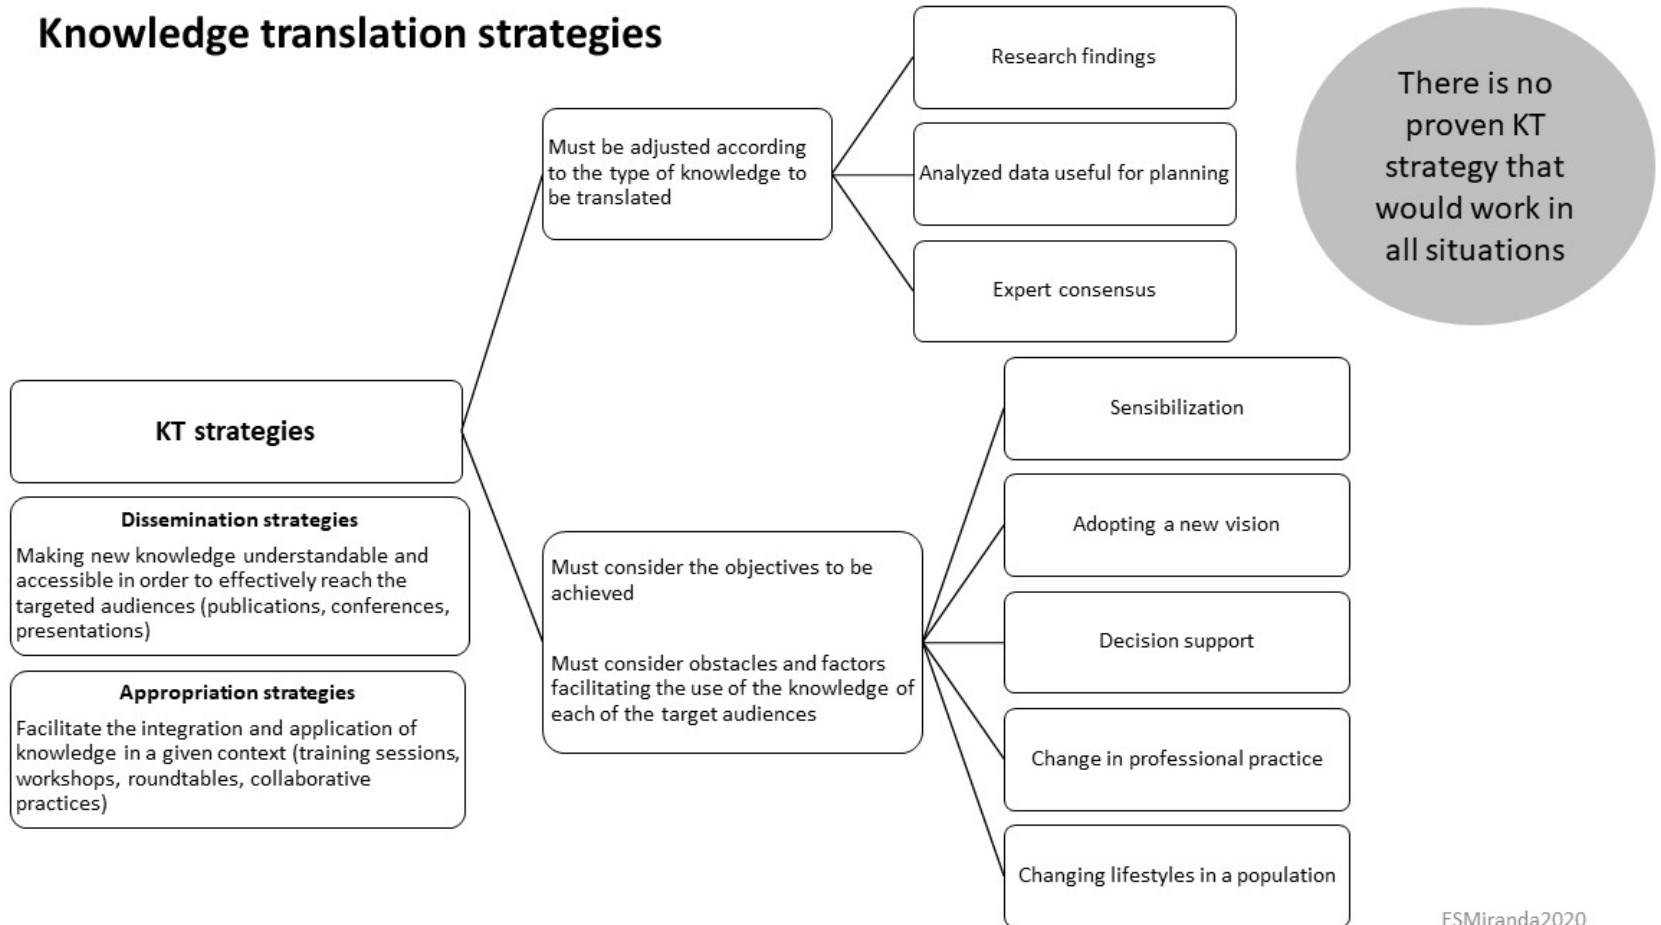 Knowledge translation strategies
Research findings
There is no
proven KT
strategy that
would work in
all situations
Must be adjusted according
to the type of knowledge to
be translated
Analyzed data useful for planning
Expert consensus
KT strategies
Dissemination strategies
Making new knowledge understandable and
accessible in order to effectively reach the
targeted audiences (publications, conferences,
presentations)
Appropriation strategies
Facilitate the integration and application of
knowledge in a given context (training sessions,
workshops, roundtables, collaborative
practices)
Must consider the objectives to be
achieved
Must consider obstacles and factors
facilitating the use of the knowledge of
each of the target audiences
Sensibilization
Adopting a new vision
Decision support
Change in professional practice
Changing lifestyles in a population
ESMiranda2020